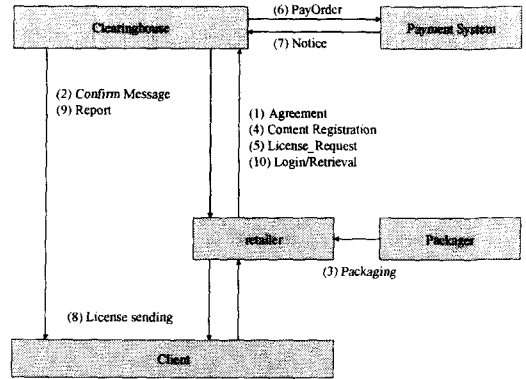 (6) PayOrder
Clearinghouse
Payment System
(7) Notice
(2) Confirm Message
(9) Report
(1) Agreement
(4) Content Registration
(5) License_Request
(10) Login/Retrieval
retailer
Packager
(3) Packaging
(8) License sending
Client